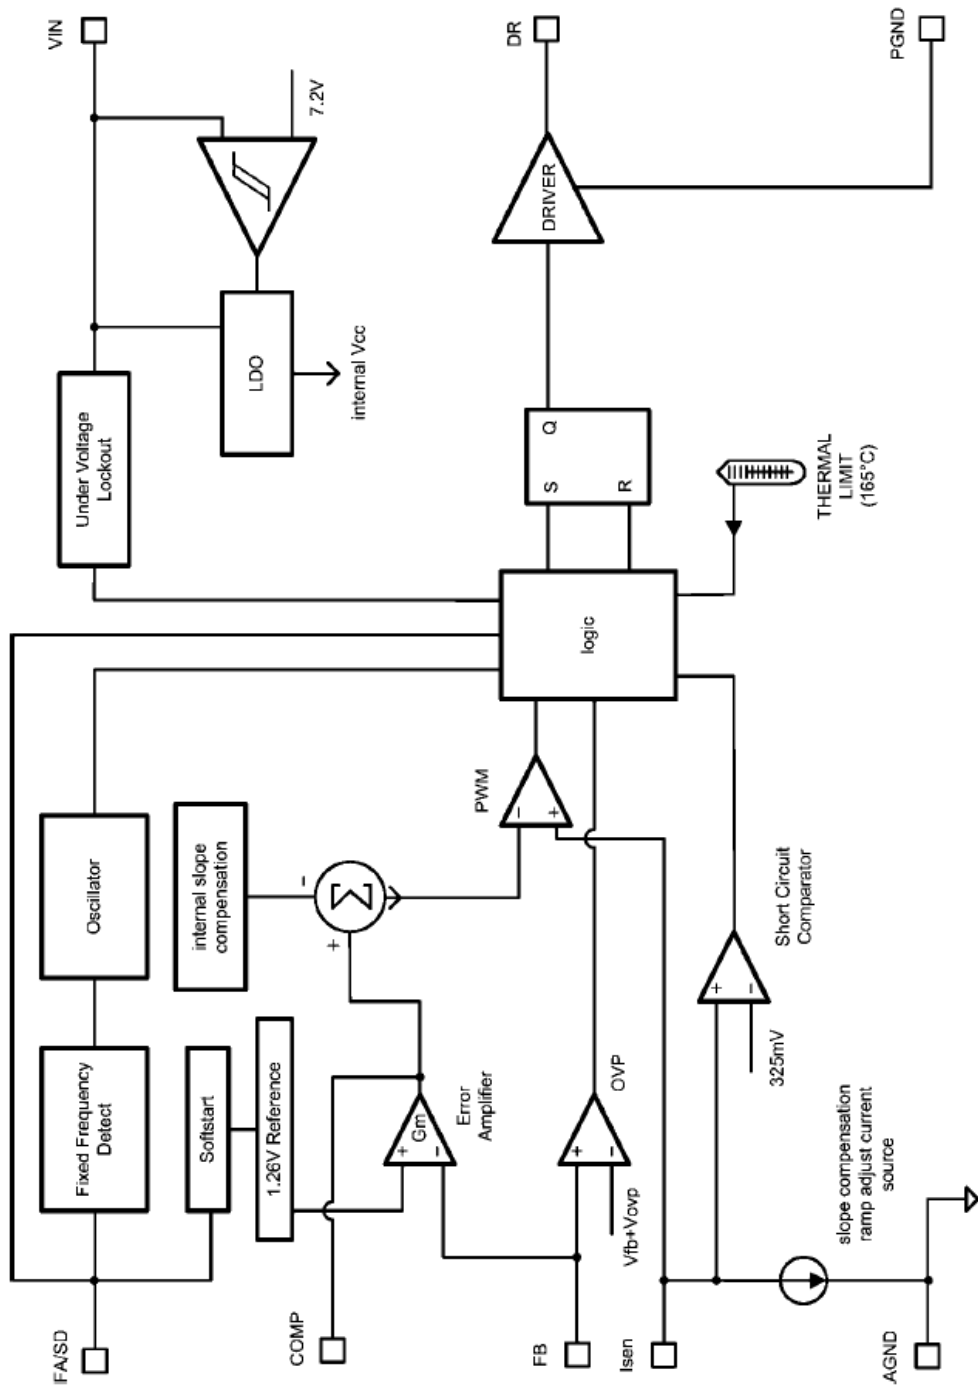 FA/SD
Fixed Frequency
Detect
Oscillator
Under Voltage
Lockout
VIN
Softstart
internal slope
compensation
LDO
7.2V
1.26V Reference
internal Vcc
−
+
Σ
COMP
+
−
Gm
Error
Amplifier
PWM
−
+
logic
S
R
Q
DRIVER
DR
FB
+
−
OVP
Vfb+Vovp
Isen
+
−
325mV
Short Circuit
Comparator
THERMAL
LIMIT
(165°C)
slope compensation
ramp adjust current
source
AGND
PGND